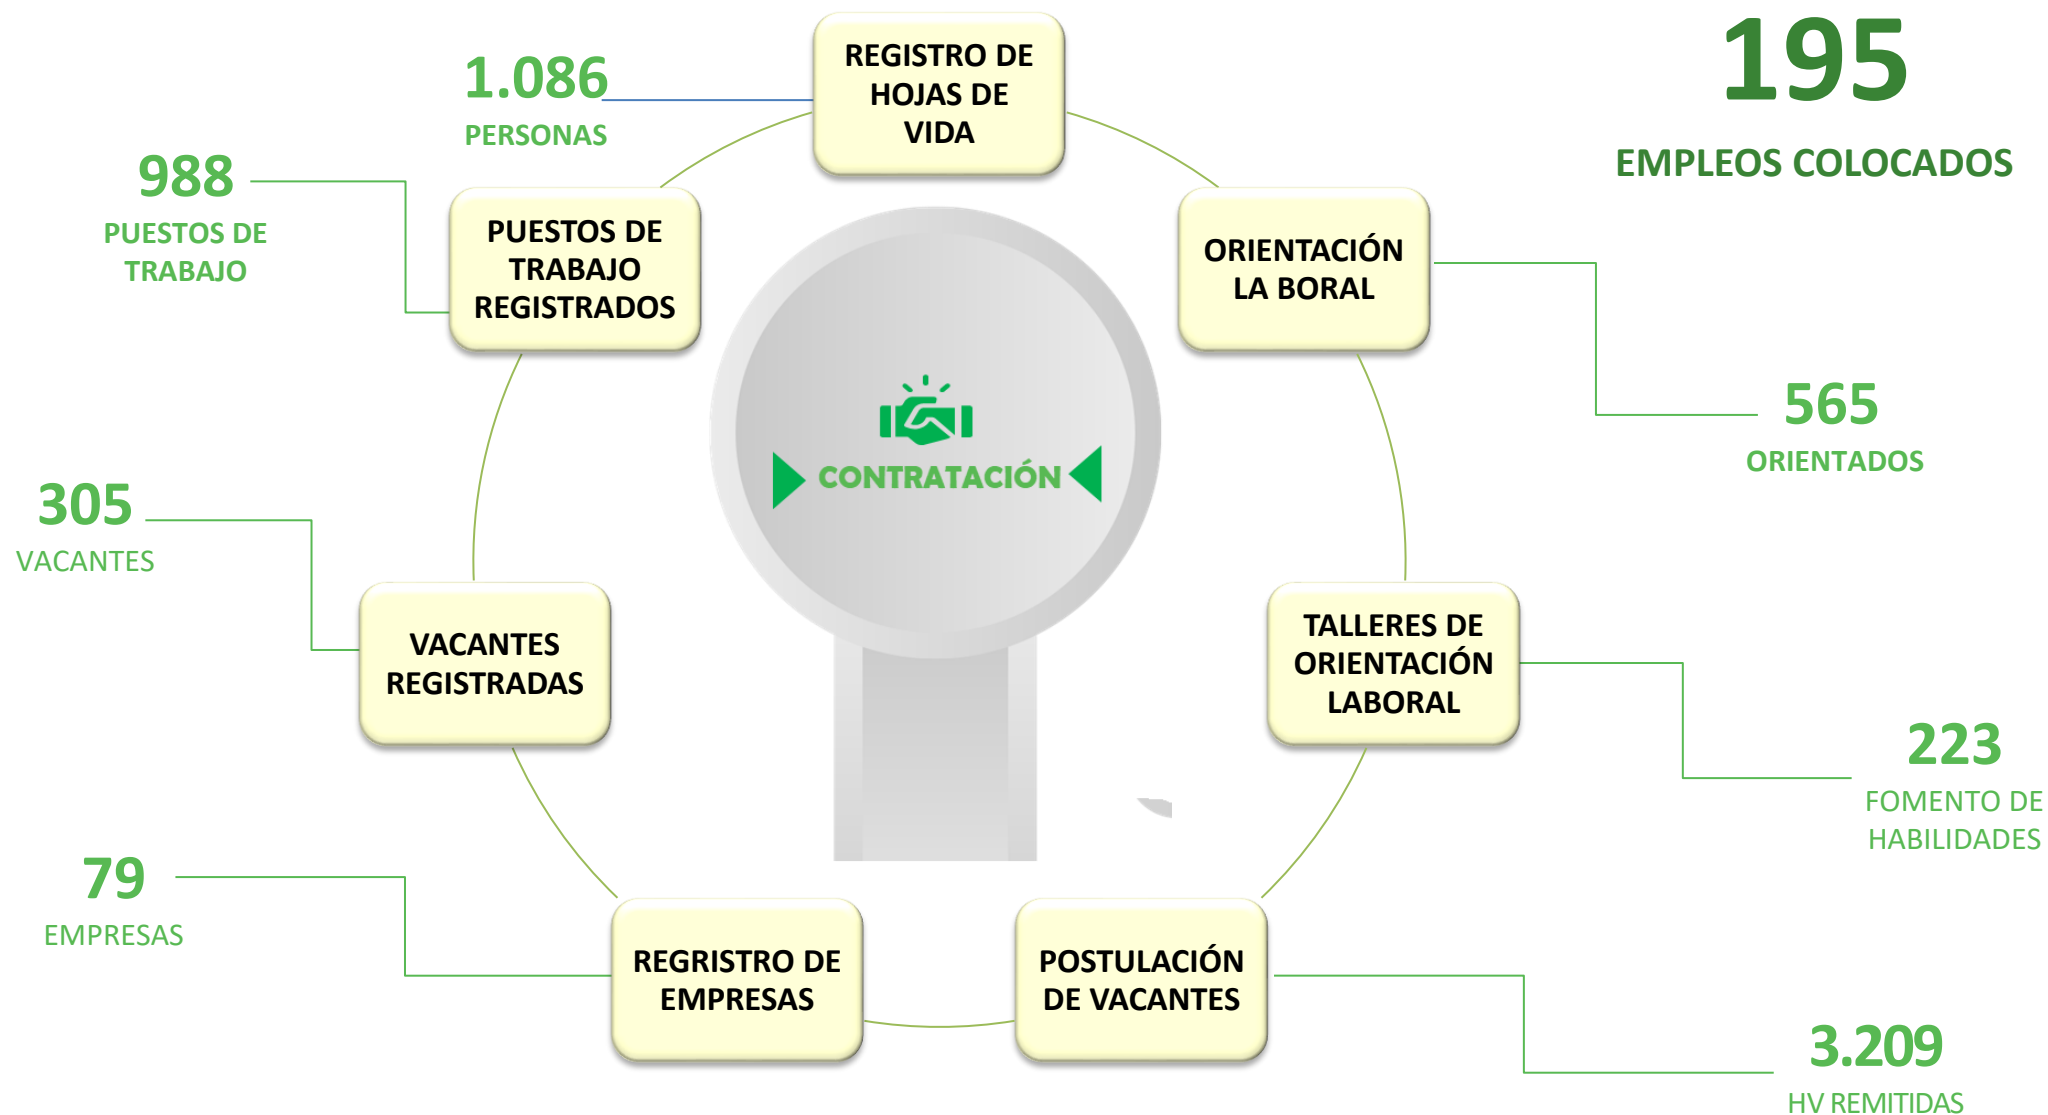 195
EMPLEOS COLOCADOS
1.086
PERSONAS
REGISTRO DE
HOJAS DE
VIDA
988
PUESTOS DE
TRABAJO
PUESTOS DE
TRABAJO
REGISTRADOS
ORIENTACIÓN
LA BORAL
565
ORIENTADOS
CONTRATACIÓN
305
VACANTES
VACANTES
REGISTRADAS
TALLERES DE
ORIENTACIÓN
LABORAL
223
FOMENTO DE
HABILIDADES
79
EMPRESAS
REGRISTRO DE
EMPRESAS
POSTULACIÓN
DE VACANTES
3.209
HV REMITIDAS